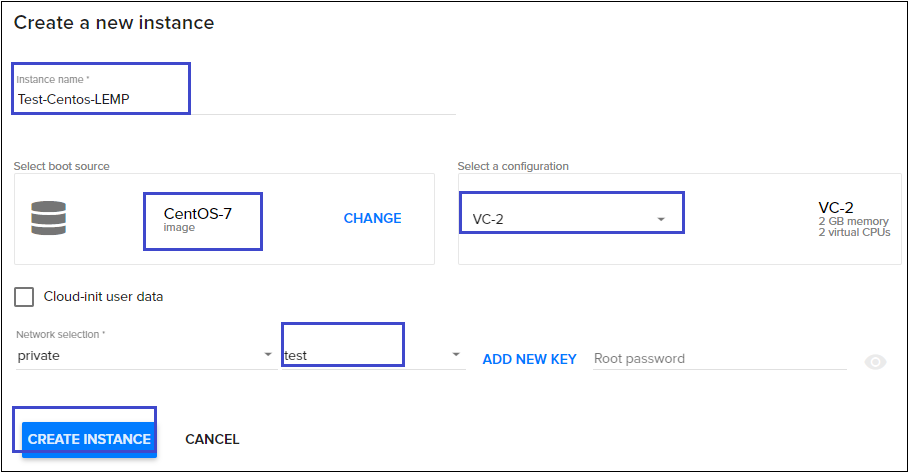 Create a new instance
Instance name *
Test-Centos-LEMP
Select boot source
CentOS-7
image
CHANGE
Select a configuration
VC-2
VC-2
2 GB memory
2 virtual CPUs
Cloud-init user data
Network selection *
private
test
ADD NEW KEY
Root password
CREATE INSTANCE
CANCEL